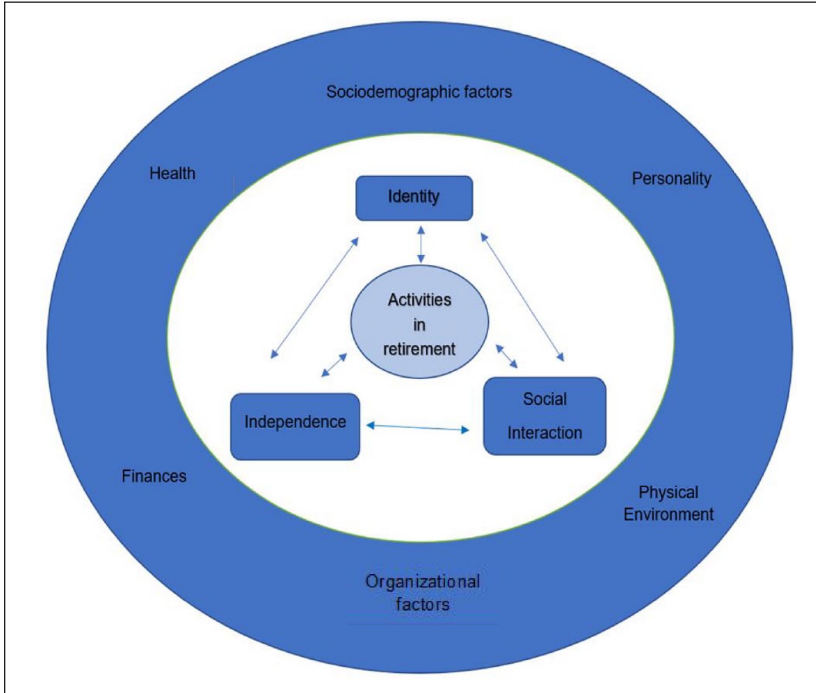 Sociodemographic factors
Health
Personality
Identity
Activities
in
retirement
Independence
Social
Interaction
Finances
Physical
Environment
Organizational
factors